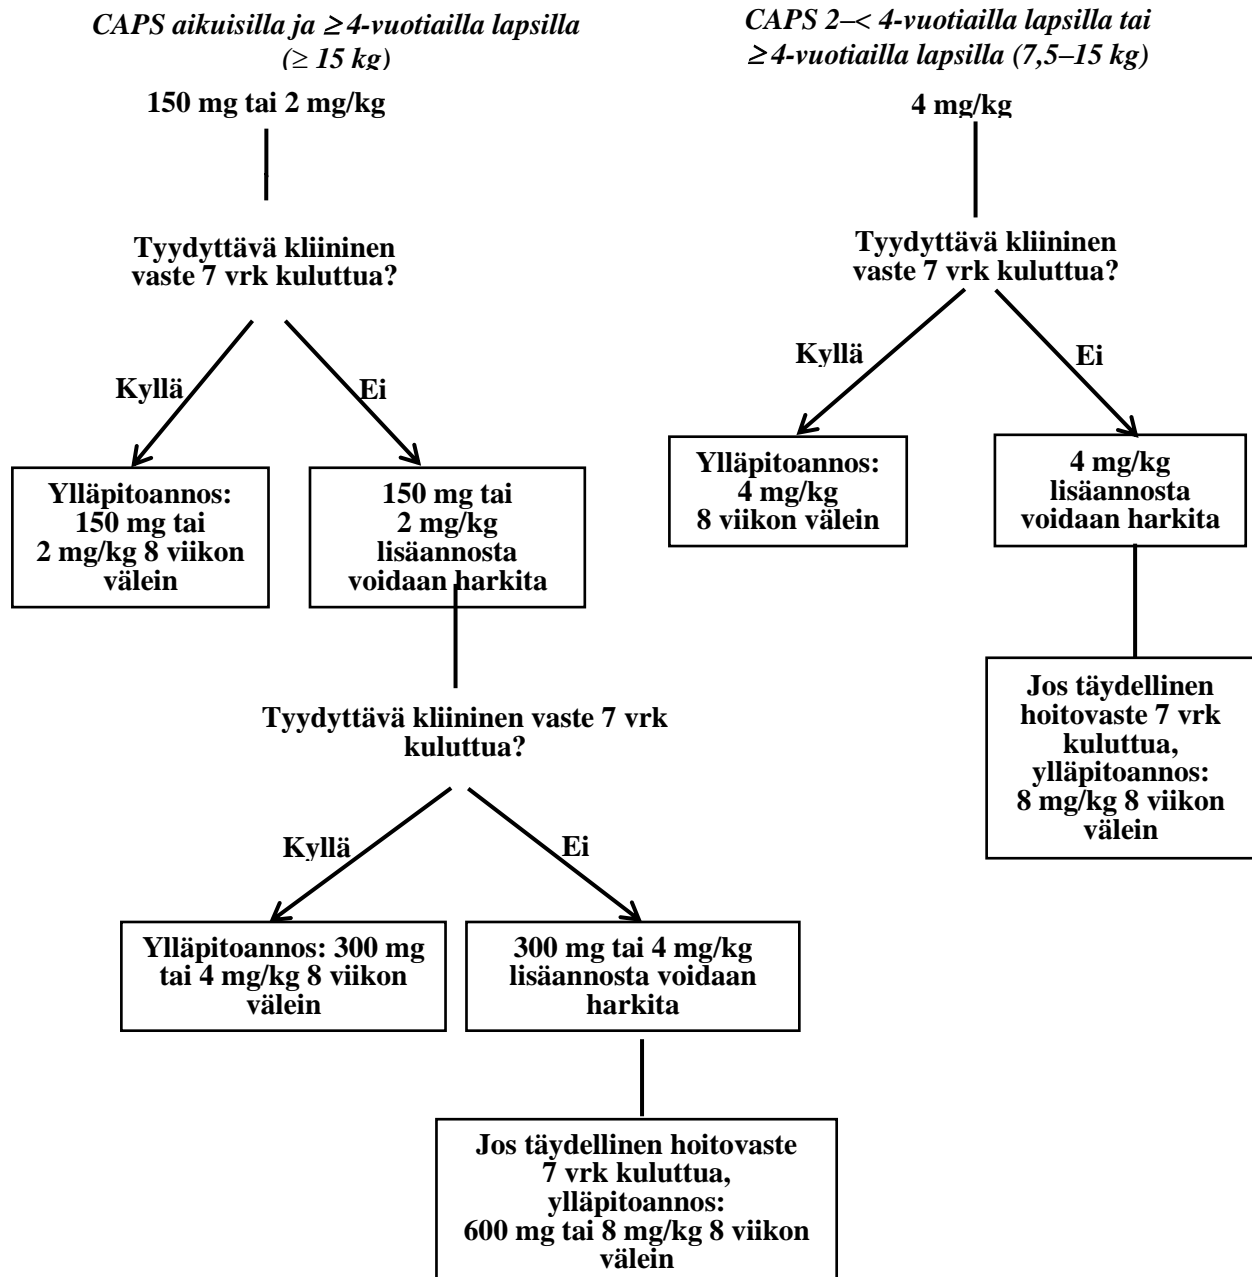 CAPS aikuisilla ja ≥ 4-vuotiailla lapsilla
(≥ 15 kg)
150 mg tai 2 mg/kg
Tyydyttävä kliininen
vaste 7 vrk kuluttua?
Kyllä
Ei
Ylläpitoannos:
150 mg tai
2 mg/kg 8 viikon
välein
150 mg tai
2 mg/kg
lisäannosta
voidaan harkita
Tyydyttävä kliininen vaste 7 vrk
kuluttua?
Kyllä
Ei
Ylläpitoannos: 300 mg
tai 4 mg/kg 8 viikon
välein
300 mg tai 4 mg/kg
lisäannosta voidaan
harkita
Jos täydellinen hoitovaste
7 vrk kuluttua,
ylläpitoannos:
600 mg tai 8 mg/kg 8 viikon
välein
CAPS 2–< 4-vuotiailla lapsilla tai
≥ 4-vuotiailla lapsilla (7,5–15 kg)
4 mg/kg
Tyydyttävä kliininen
vaste 7 vrk kuluttua?
Kyllä
Ei
Ylläpitoannos:
4 mg/kg
8 viikon välein
4 mg/kg
lisäannosta
voidaan harkita
Jos täydellinen
hoitovaste 7 vrk
kuluttua,
ylläpitoannos:
8 mg/kg 8 viikon
välein